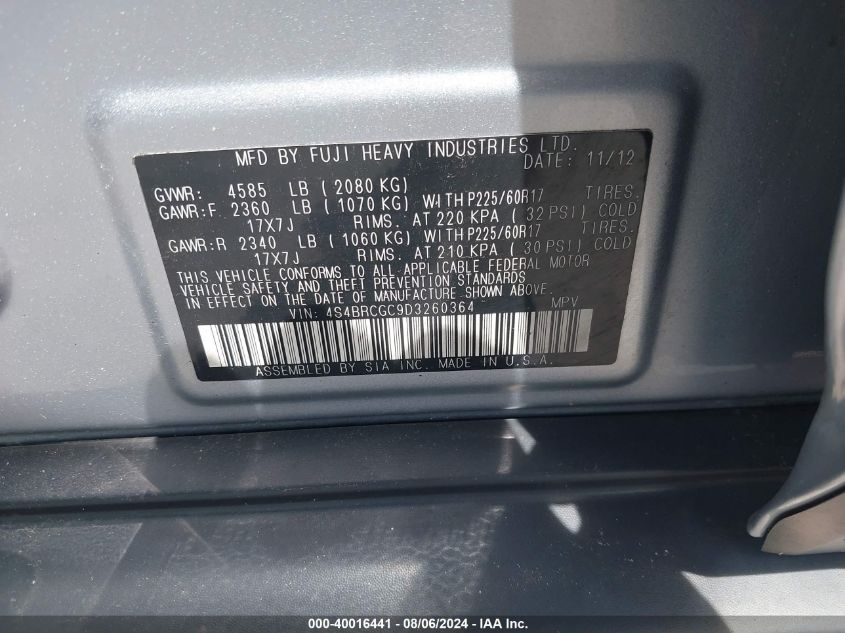 MFD BY FUJI HEAVY INDUSTRIES LTD.
DATE: 11/12
GVWR: 4585 LB ( 2080 KG)
GAWR:F 2360 LB ( 1070 KG) WITH P225/60R17 TIRES.
17X7J RIMS. AT 220 KPA ( 32 PSI) COLD
GAWR:R 2340 LB ( 1060 KG) WITH P225/60R17 TIRES.
17X7J RIMS. AT 210 KPA ( 30 PSI) COLD
THIS VEHICLE CONFORMS TO ALL APPLICABLE FEDERAL MOTOR
VEHICLE SAFETY AND THEFT PREVENTION STANDARDS
IN EFFECT ON THE DATE OF MANUFACTURE SHOWN ABOVE.
VIN: 4S4BRCGC9D3260364 MPV
ASSEMBLED BY SIA INC. MADE IN U.S.A.
000-40016441 - 08/06/2024 - IAA Inc.